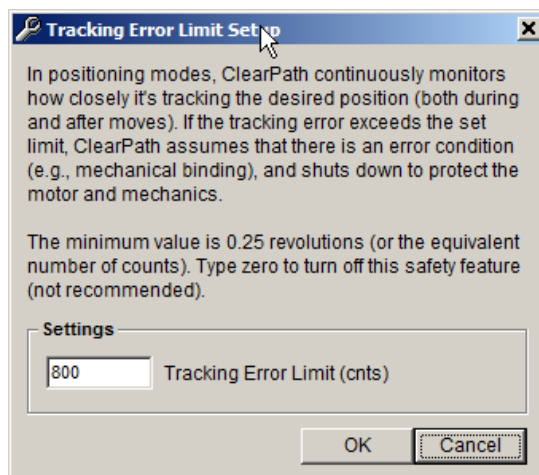 Tracking Error Limit Setup
In positioning modes, ClearPath continuously monitors
how closely it's tracking the desired position (both during
and after moves). If the tracking error exceeds the set
limit, ClearPath assumes that there is an error condition
(e.g., mechanical binding), and shuts down to protect the
motor and mechanics.
The minimum value is 0.25 revolutions (or the equivalent
number of counts). Type zero to turn off this safety feature
(not recommended).
Settings
800 Tracking Error Limit (cnts)
OK Cancel